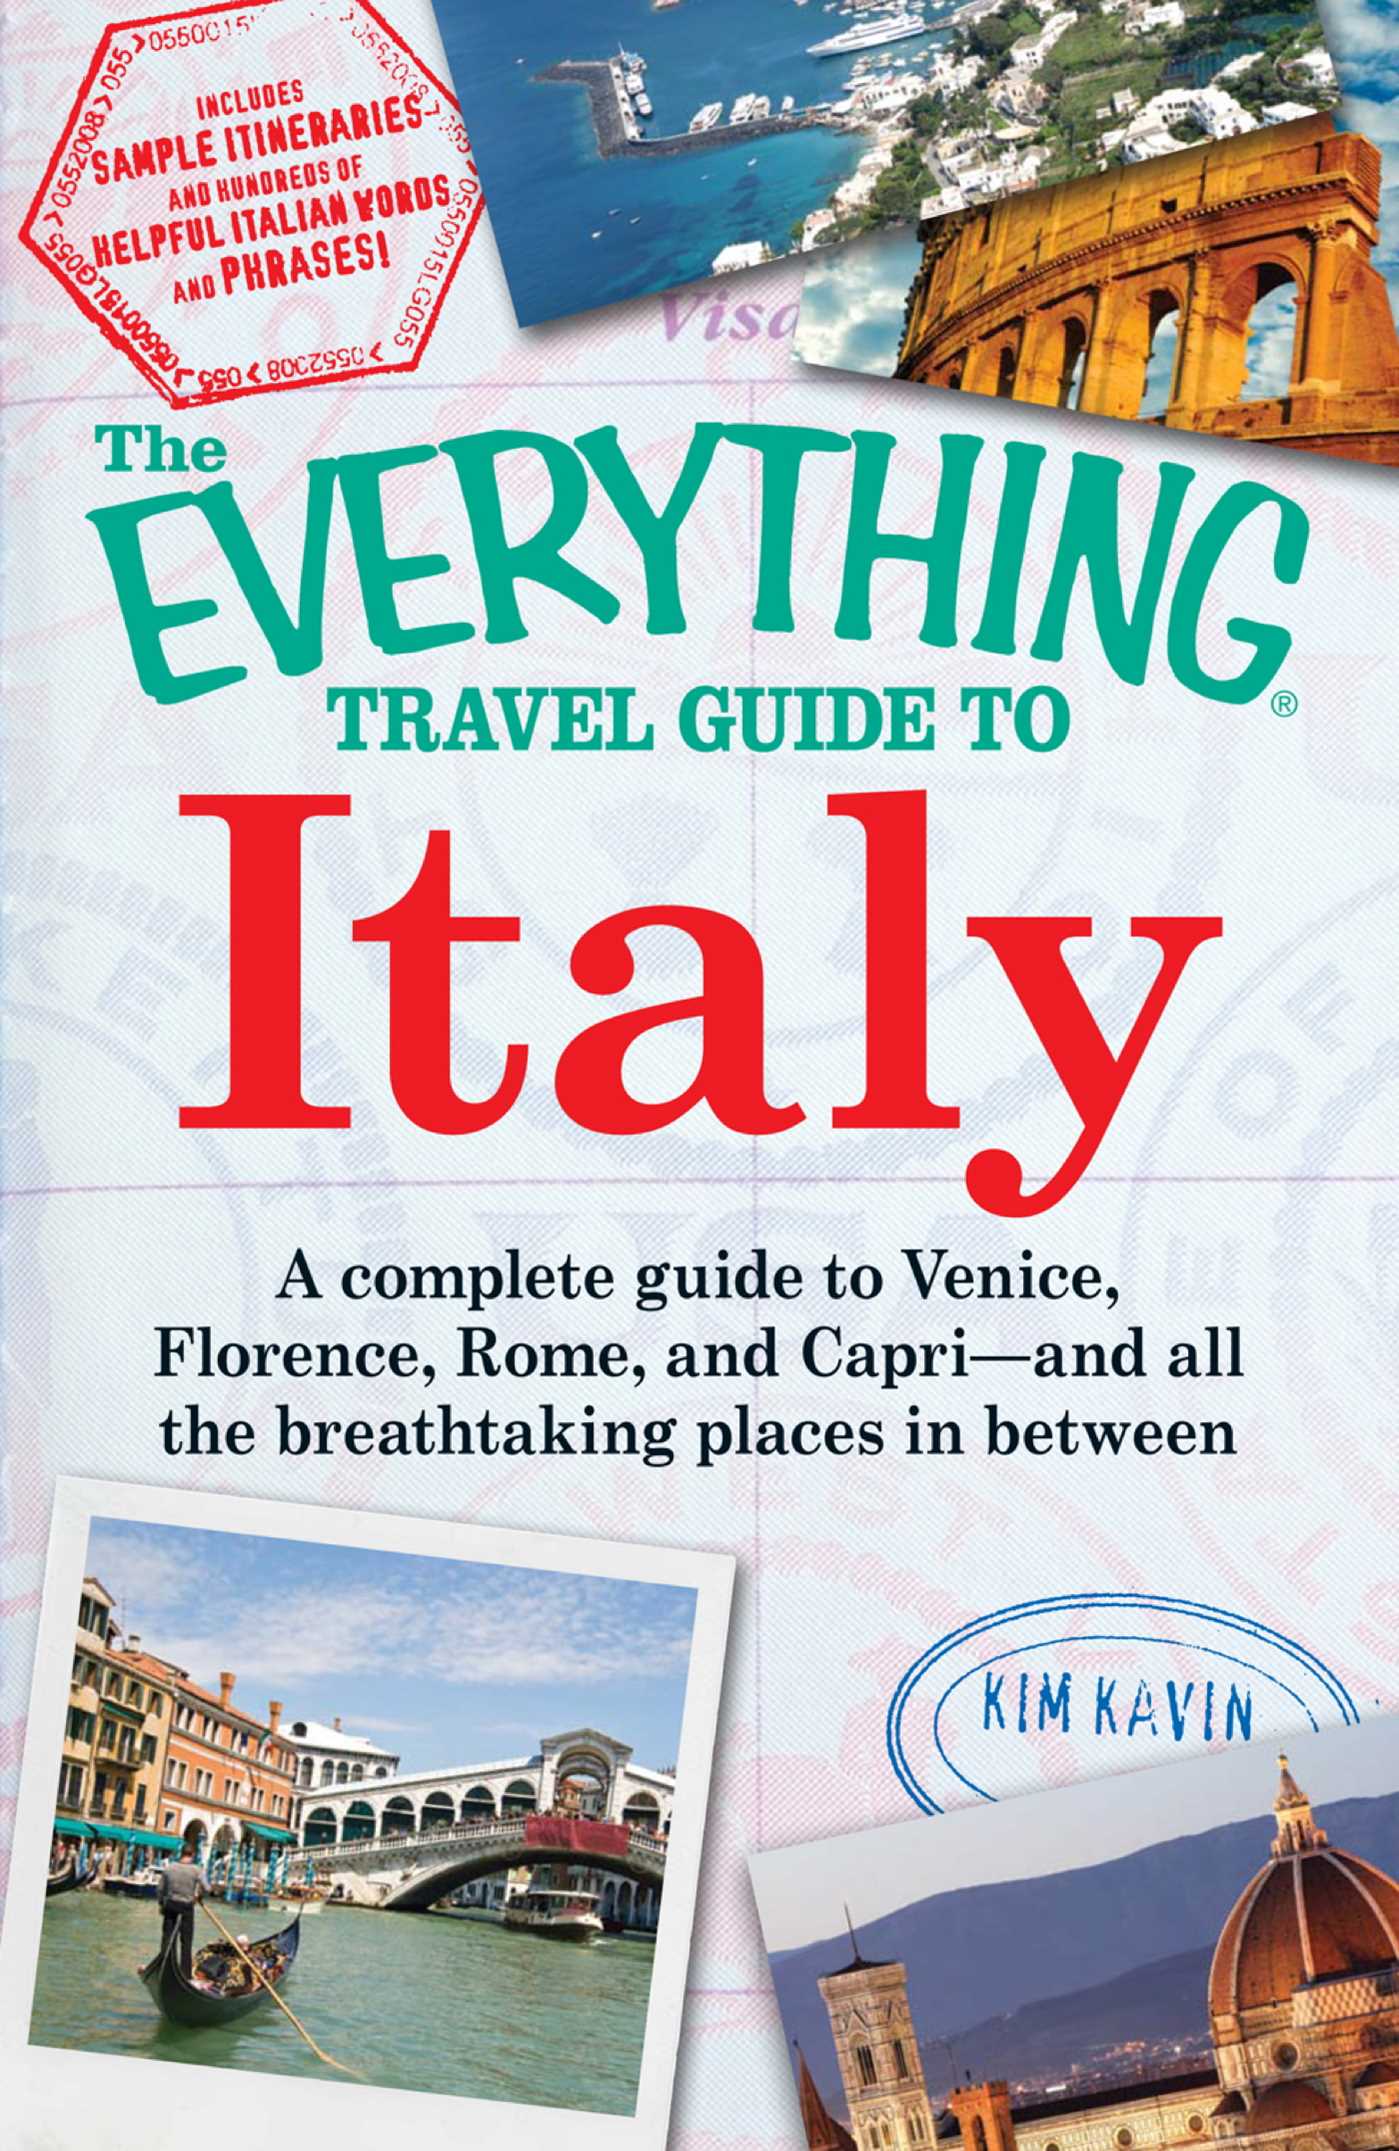 INCLUDES
SAMPLE ITINERARIES
AND HUNDREDS OF
HELPFUL ITALIAN WORDS
AND PHRASES!
Visa
The
EVERYTHING®
TRAVEL GUIDE TO
Italy
A complete guide to Venice,
Florence, Rome, and Capri—and all
the breathtaking places in between
KIM KAVIN